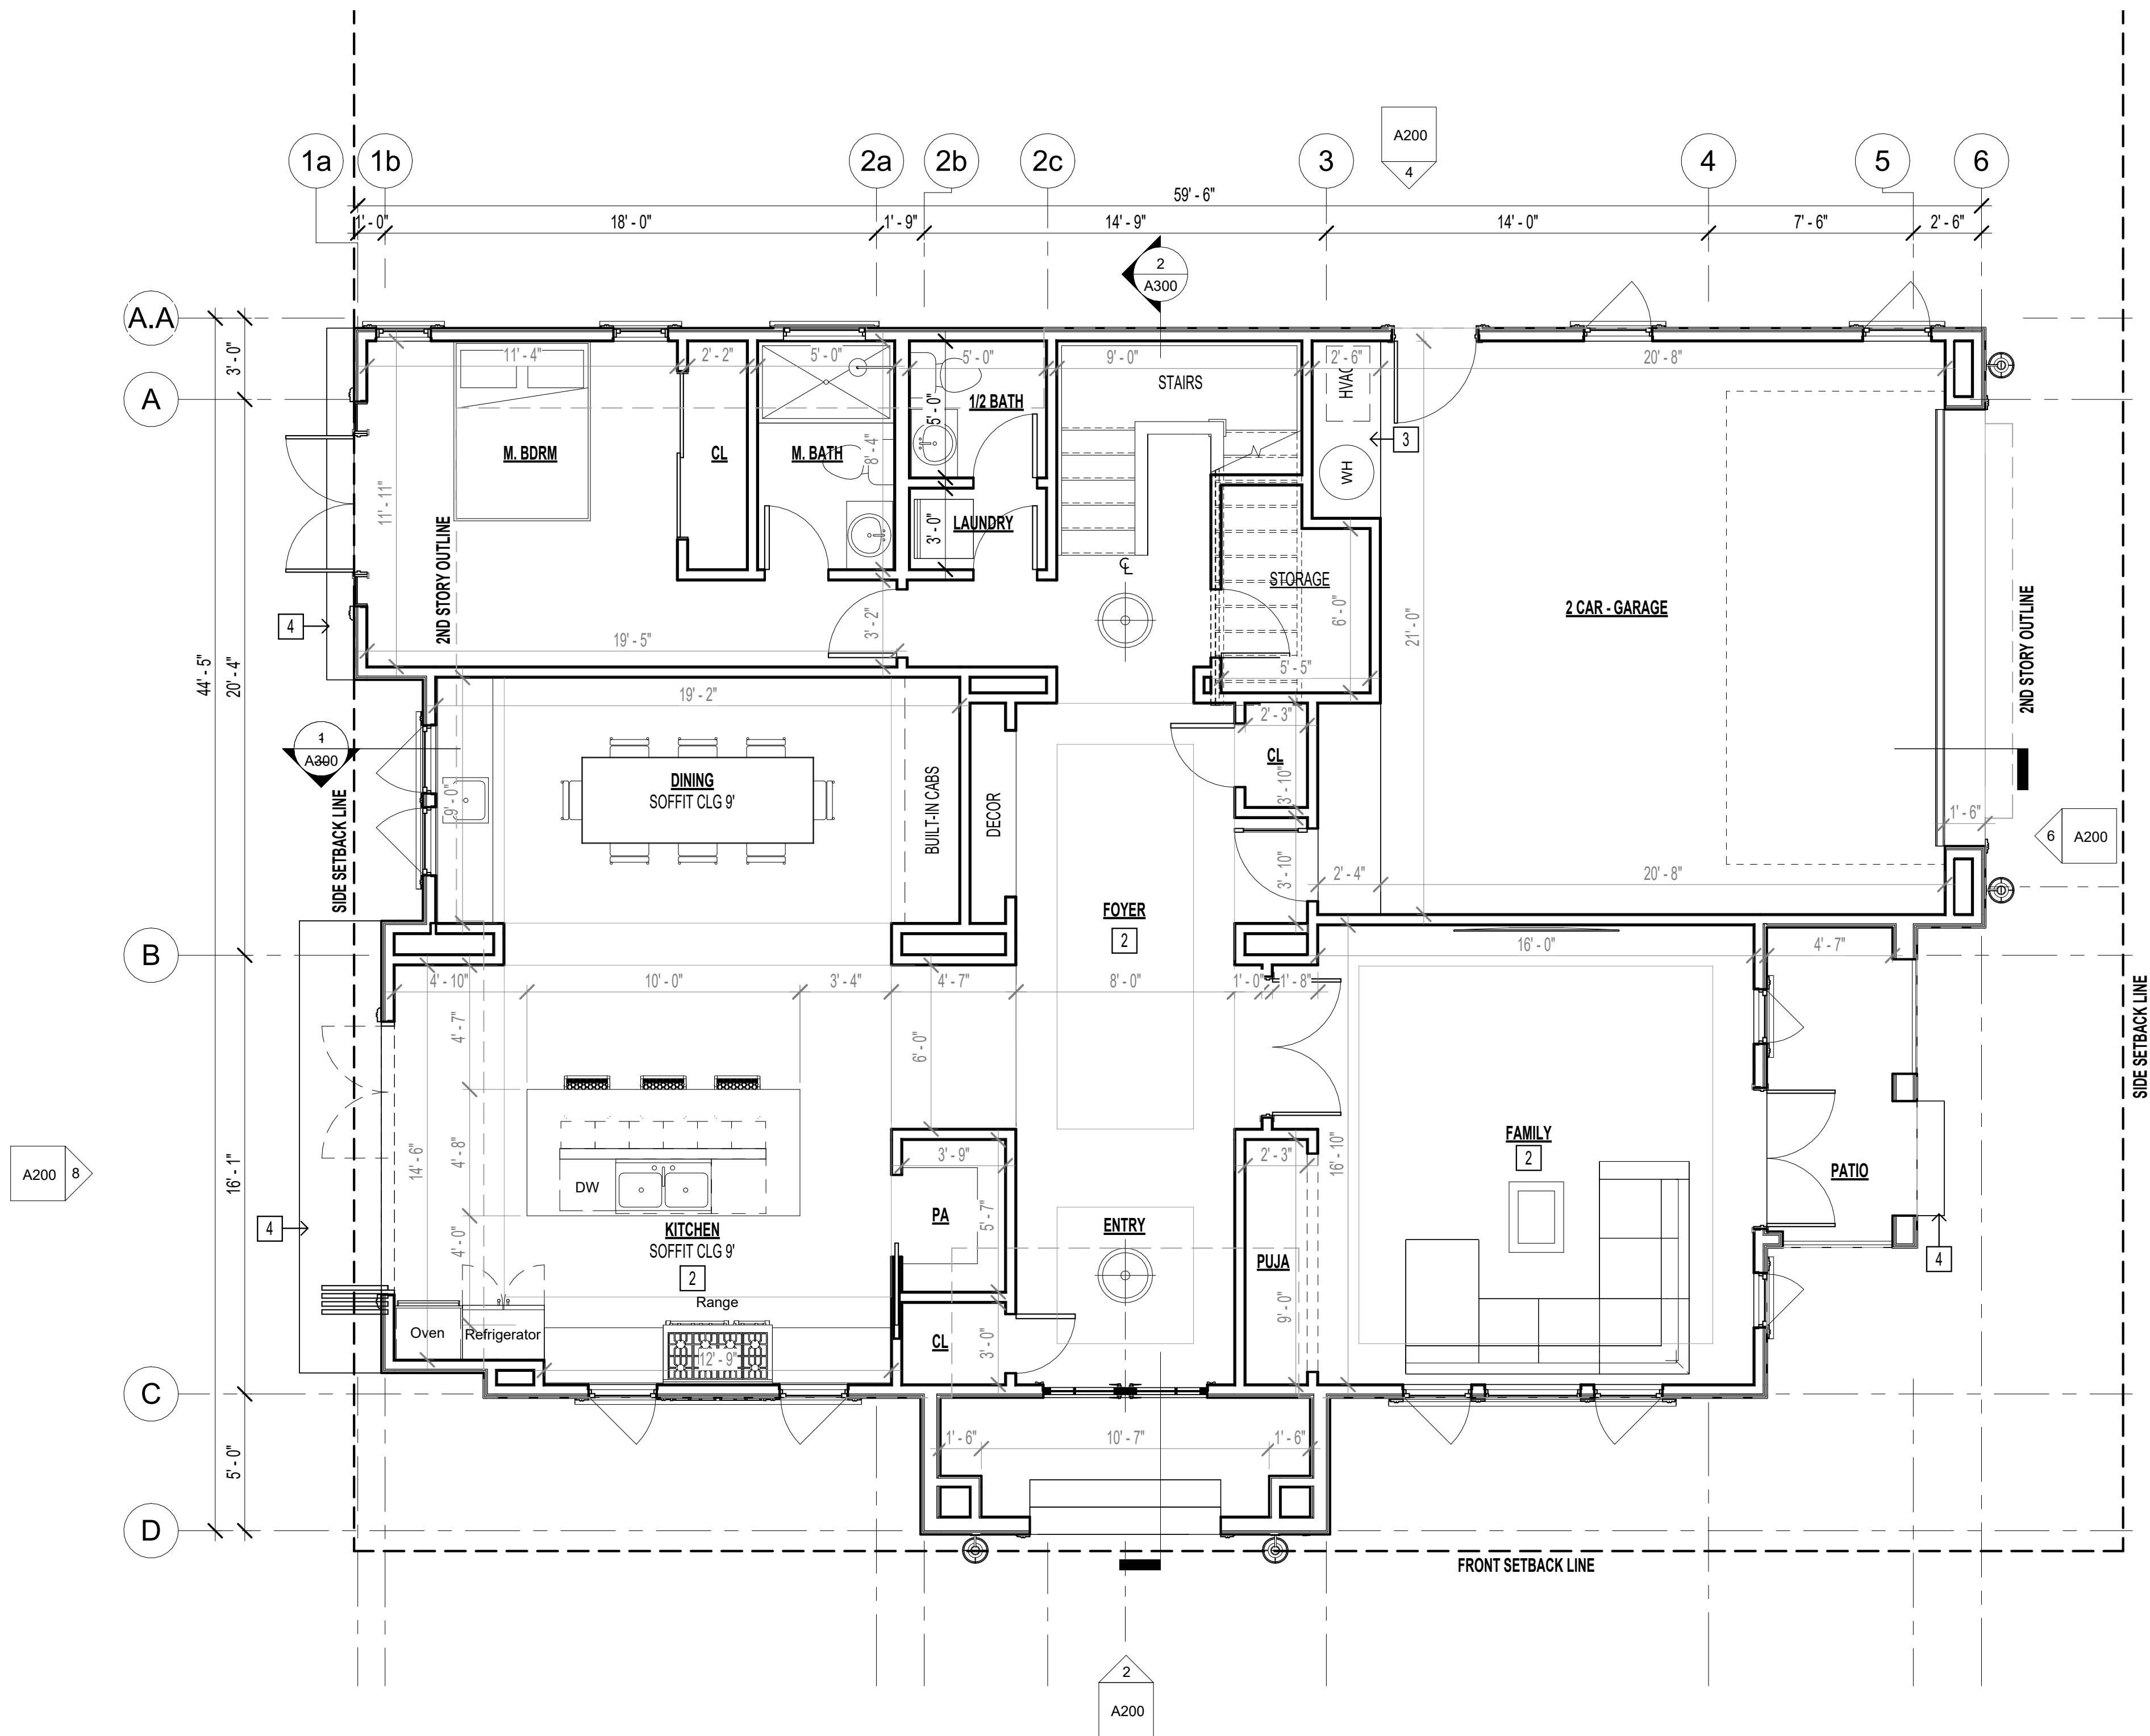 A200
4
1a
1b
2a
2b
2c
3
4
5
6
59' - 6"
1' - 0"
18' - 0"
1' - 9"
14' - 9"
14' - 0"
7' - 6"
2' - 6"
2
A300
A.A
A
B
C
D
3' - 0"
44' - 5"
20' - 4"
16' - 1"
5' - 0"
11' - 4"
2' - 2"
5' - 0"
5' - 0"
9' - 0"
2' - 6"
20' - 8"
STAIRS
HVAC
1/2 BATH
5' - 0"
3
M. BDRM
CL
M. BATH
8' - 4"
WH
11' - 11"
LAUNDRY
3' - 0"
2ND STORY OUTLINE
℄
STORAGE
6' - 0"
21' - 0"
2 CAR - GARAGE
4
3' - 2"
19' - 5"
5' - 5"
2ND STORY OUTLINE
19' - 2"
2' - 3"
1
A300
CL
DINING
SOFFIT CLG 9'
9' - 0"
BUILT-IN CABS
DECOR
3' - 10"
1' - 6"
6
A200
SIDE SETBACK LINE
3' - 10"
2' - 4"
20' - 8"
FOYER
2
16' - 0"
4' - 7"
4' - 10"
10' - 0"
3' - 4"
4' - 7"
8' - 0"
1' - 0"
1' - 8"
4' - 7"
6' - 0"
SIDE SETBACK LINE
14' - 6"
4' - 8"
16' - 10"
FAMILY
2
3' - 9"
2' - 3"
A200
8
DW
PATIO
PA
5' - 7"
ENTRY
4
KITCHEN
SOFFIT CLG 9'
2
4' - 0"
PUJA
4
Range
9' - 0"
Oven
Refrigerator
12' - 9"
CL
3' - 0"
1' - 6"
10' - 7"
1' - 6"
FRONT SETBACK LINE
2
A200